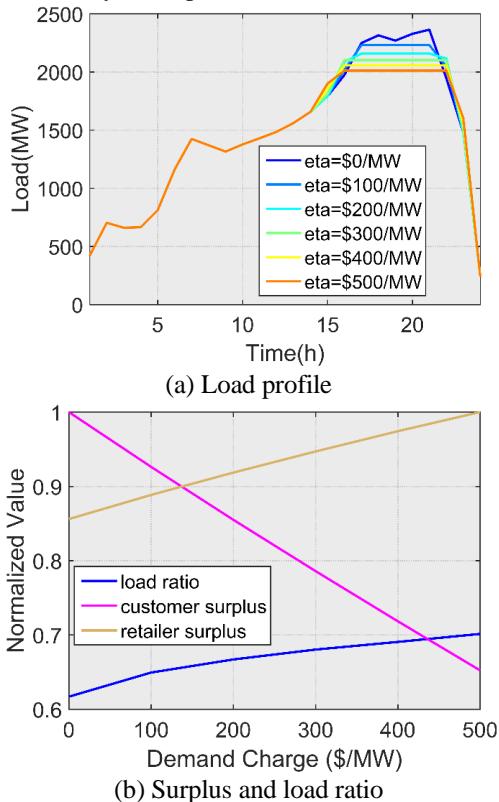 2500
2000
1500
1000
500
0
Load(MW)
eta=$0/MW
eta=$100/MW
eta=$200/MW
eta=$300/MW
eta=$400/MW
eta=$500/MW
5 10 15 20
Time(h)
(a) Load profile
1
0.9
0.8
0.7
0.6
Normalized Value
load ratio
customer surplus
retailer surplus
0 100 200 300 400 500
Demand Charge ($/MW)
(b) Surplus and load ratio